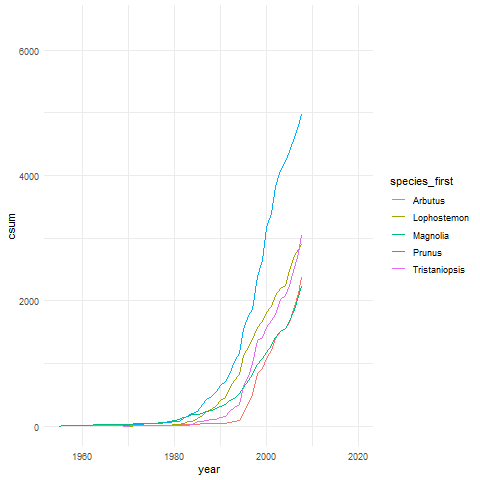 6000
4000
2000
0
csum
1960
1980
2000
2020
year
species_first
Arbutus
Lophostemon
Magnolia
Prunus
Tristaniopsis